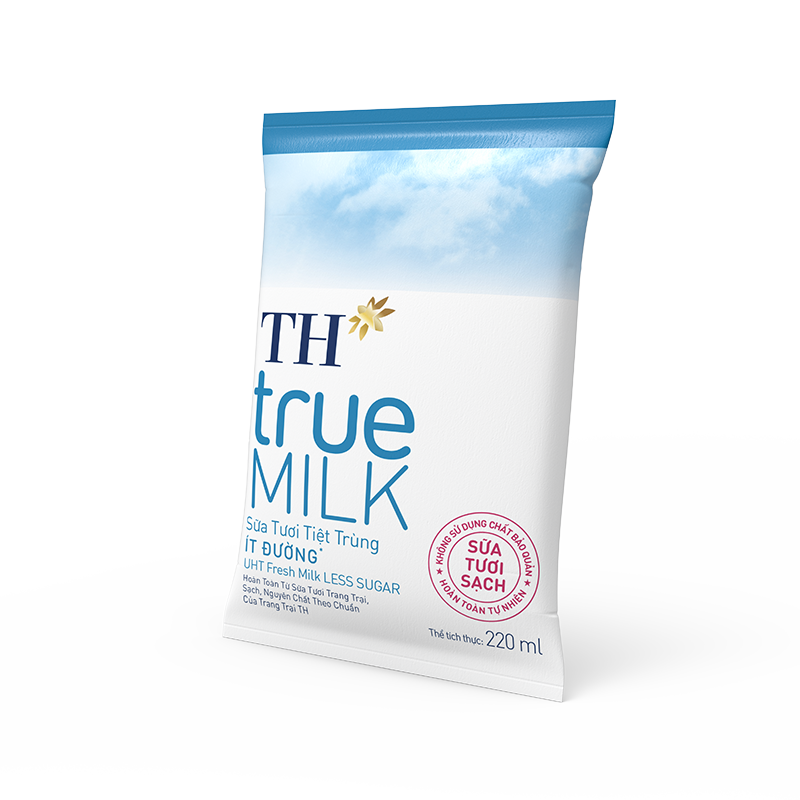 TH
true
MILK
Sữa Tươi Tiệt Trùng
ÍT ĐƯỜNG*
UHT Fresh Milk LESS SUGAR
Hoàn Toàn Từ Sữa Tươi Trang Trại,
Sạch, Nguyên Chất Theo Chuẩn
Của Trang Trại TH
★ KHÔNG SỬ DỤNG CHẤT BẢO QUẢN ★
SỮA
TƯƠI
SẠCH
HOÀN TOÀN TỰ NHIÊN
Thể tích thực: 220 ml